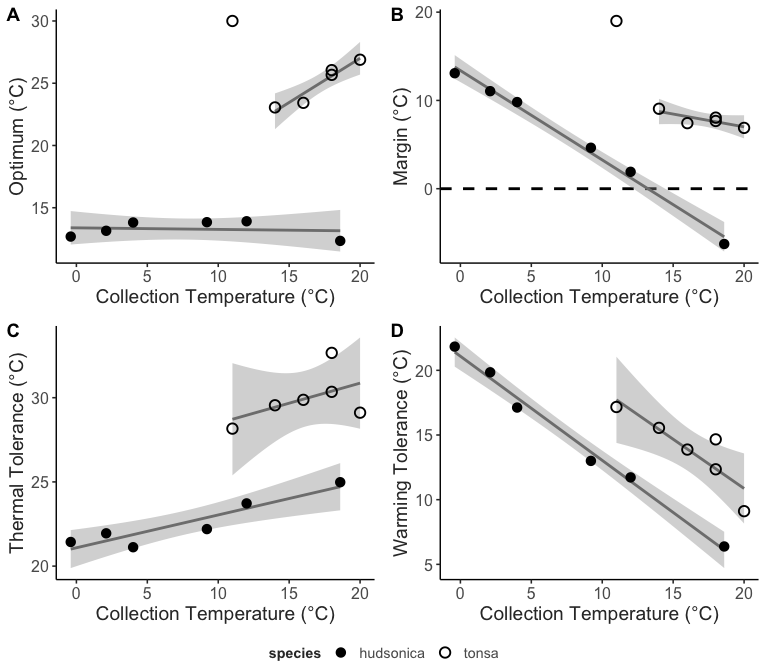 A
Optimum (°C)
30
25
20
15
0 5 10 15 20
Collection Temperature (°C)
B
Margin (°C)
20
10
0
0 5 10 15 20
Collection Temperature (°C)
C
Thermal Tolerance (°C)
30
25
20
0 5 10 15 20
Collection Temperature (°C)
D
Warming Tolerance (°C)
20
15
10
5
0 5 10 15 20
Collection Temperature (°C)
species hudsonica tonsa